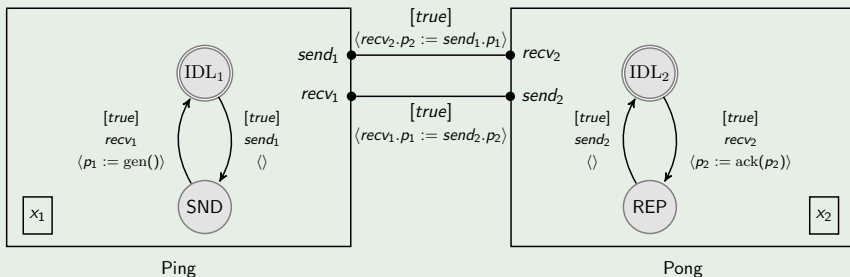 [true]
⟨recv₂.p₂ := send₁.p₁⟩
send₁
recv₂
recv₁
send₂
[true]
⟨recv₁.p₁ := send₂.p₂⟩
IDL₁
[true]
recv₁
⟨p₁ := gen()⟩
[true]
send₁
⟨⟩
SND
x₁
Ping
IDL₂
[true]
send₂
⟨⟩
[true]
recv₂
⟨p₂ := ack(p₂)⟩
REP
x₂
Pong